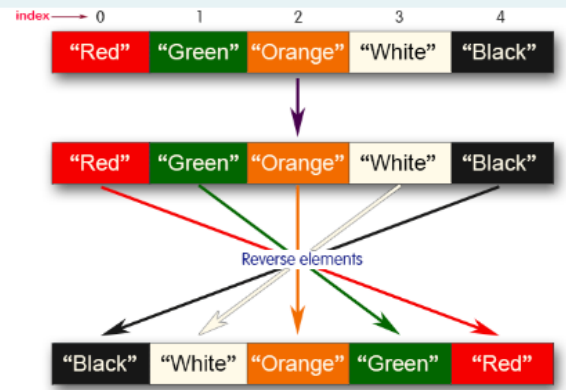 index 0 1 2 3 4
“Red” “Green” “Orange” “White” “Black”
“Red” “Green” “Orange” “White” “Black”
Reverse elements
“Black” “White” “Orange” “Green” “Red”